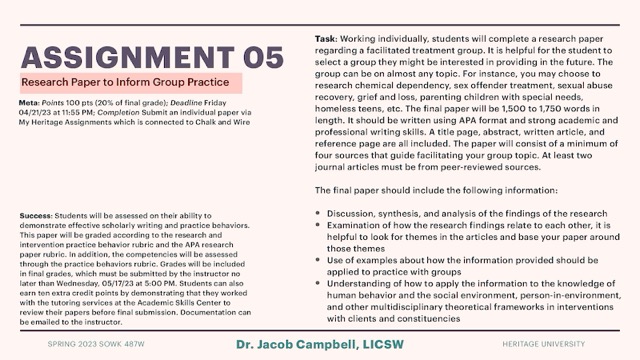 ASSIGNMENT 05
Research Paper to Inform Group Practice
Meta: Points 100 pts (20% of final grade); Deadline Friday
04/21/23 at 11:55 PM; Completion Submit an individual paper via
My Heritage Assignments which is connected to Chalk and Wire
Success: Students will be assessed on their ability to
demonstrate effective scholarly writing and practice behaviors.
This paper will be graded according to the research and
intervention practice behavior rubric and the APA research
paper rubric. In addition, the competencies will be assessed
through the practice behaviors rubric. Grades will be included
in final grades, which must be submitted by the instructor no
later than Wednesday, 05/17/23 at 5:00 PM. Students can also
earn ten extra credit points by demonstrating that they worked
with the tutoring services at the Academic Skills Center to
review their papers before final submission. Documentation can
be emailed to the instructor.
Task: Working individually, students will complete a research paper
regarding a facilitated treatment group. It is helpful for the student to
select a group they might be interested in providing in the future. The
group can be on almost any topic. For instance, you may choose to
research chemical dependency, sex offender treatment, sexual abuse
recovery, grief and loss, parenting children with special needs,
homeless teens, etc. The final paper will be 1,500 to 1,750 words in
length. It should be written using APA format and strong academic and
professional writing skills. A title page, abstract, written article, and
reference page are all included. The paper will consist of a minimum of
four sources that guide facilitating your group topic. At least two
journal articles must be from peer-reviewed sources.
The final paper should include the following information:
• Discussion, synthesis, and analysis of the findings of the research
• Examination of how the research findings relate to each other, it is
helpful to look for themes in the articles and base your paper around
those themes
• Use of examples about how the information provided should be
applied to practice with groups
• Understanding of how to apply this information to the knowledge of
human behavior and the social environment, person-in-environment,
and other multidisciplinary theoretical frameworks in interventions
with clients and constituencies
SPRING 2023 SOWK 487W
Dr. Jacob Campbell, LICSW
HERITAGE UNIVERSITY